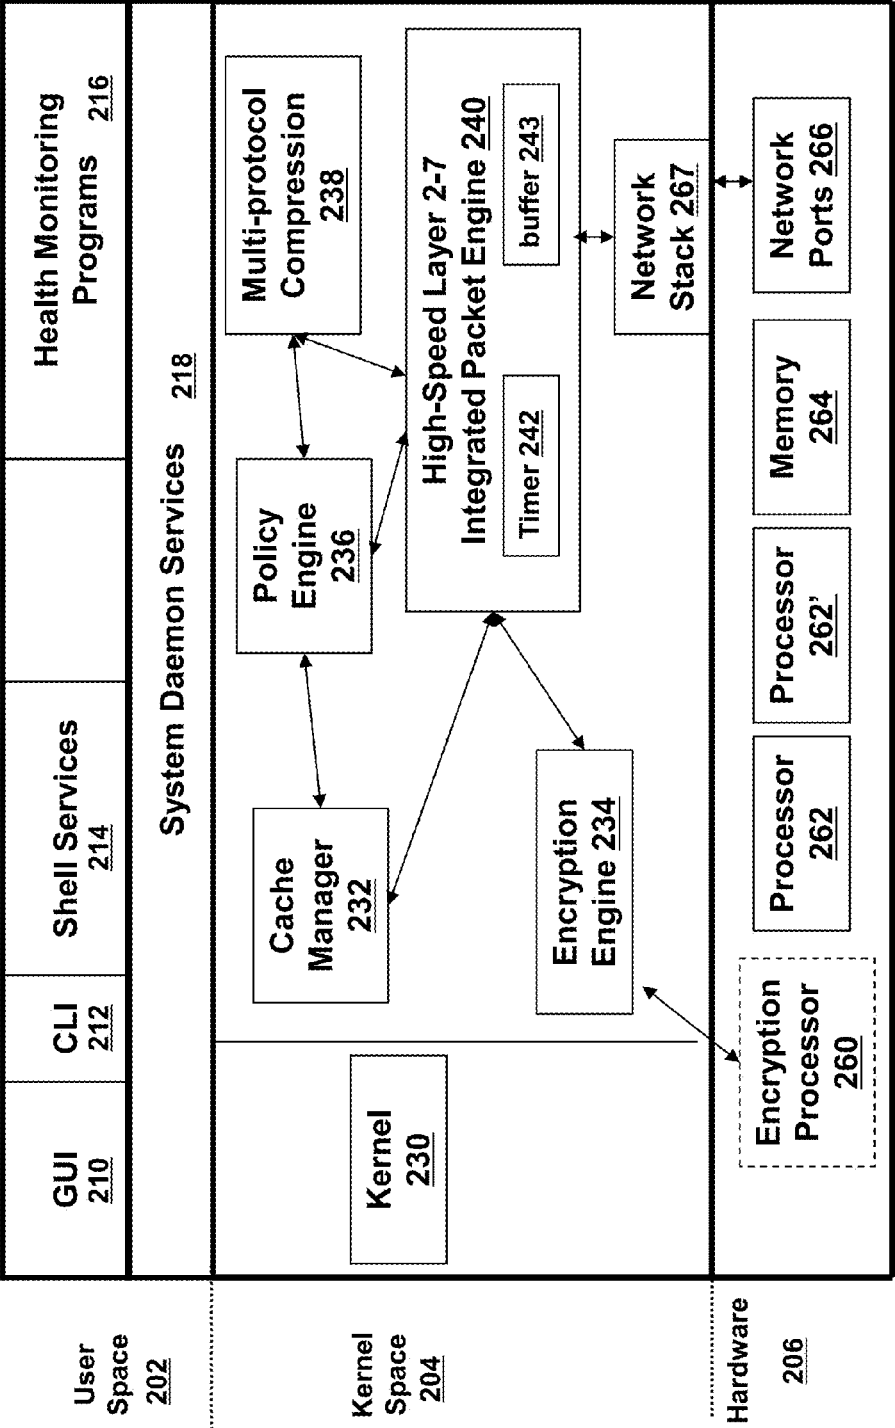 User
Space
202
GUI
210
CLI
212
Shell Services
214
Health Monitoring
Programs 216
System Daemon Services 218
Kernel
Space
204
Kernel
230
Cache
Manager
232
Policy
Engine
236
Multi-protocol
Compression
238
High-Speed Layer 2-7
Integrated Packet Engine 240
Timer 242
buffer 243
Encryption
Engine 234
Network
Stack 267
Hardware
206
Encryption
Processor
260
Processor
262
Processor
262’
Memory
264
Network
Ports 266